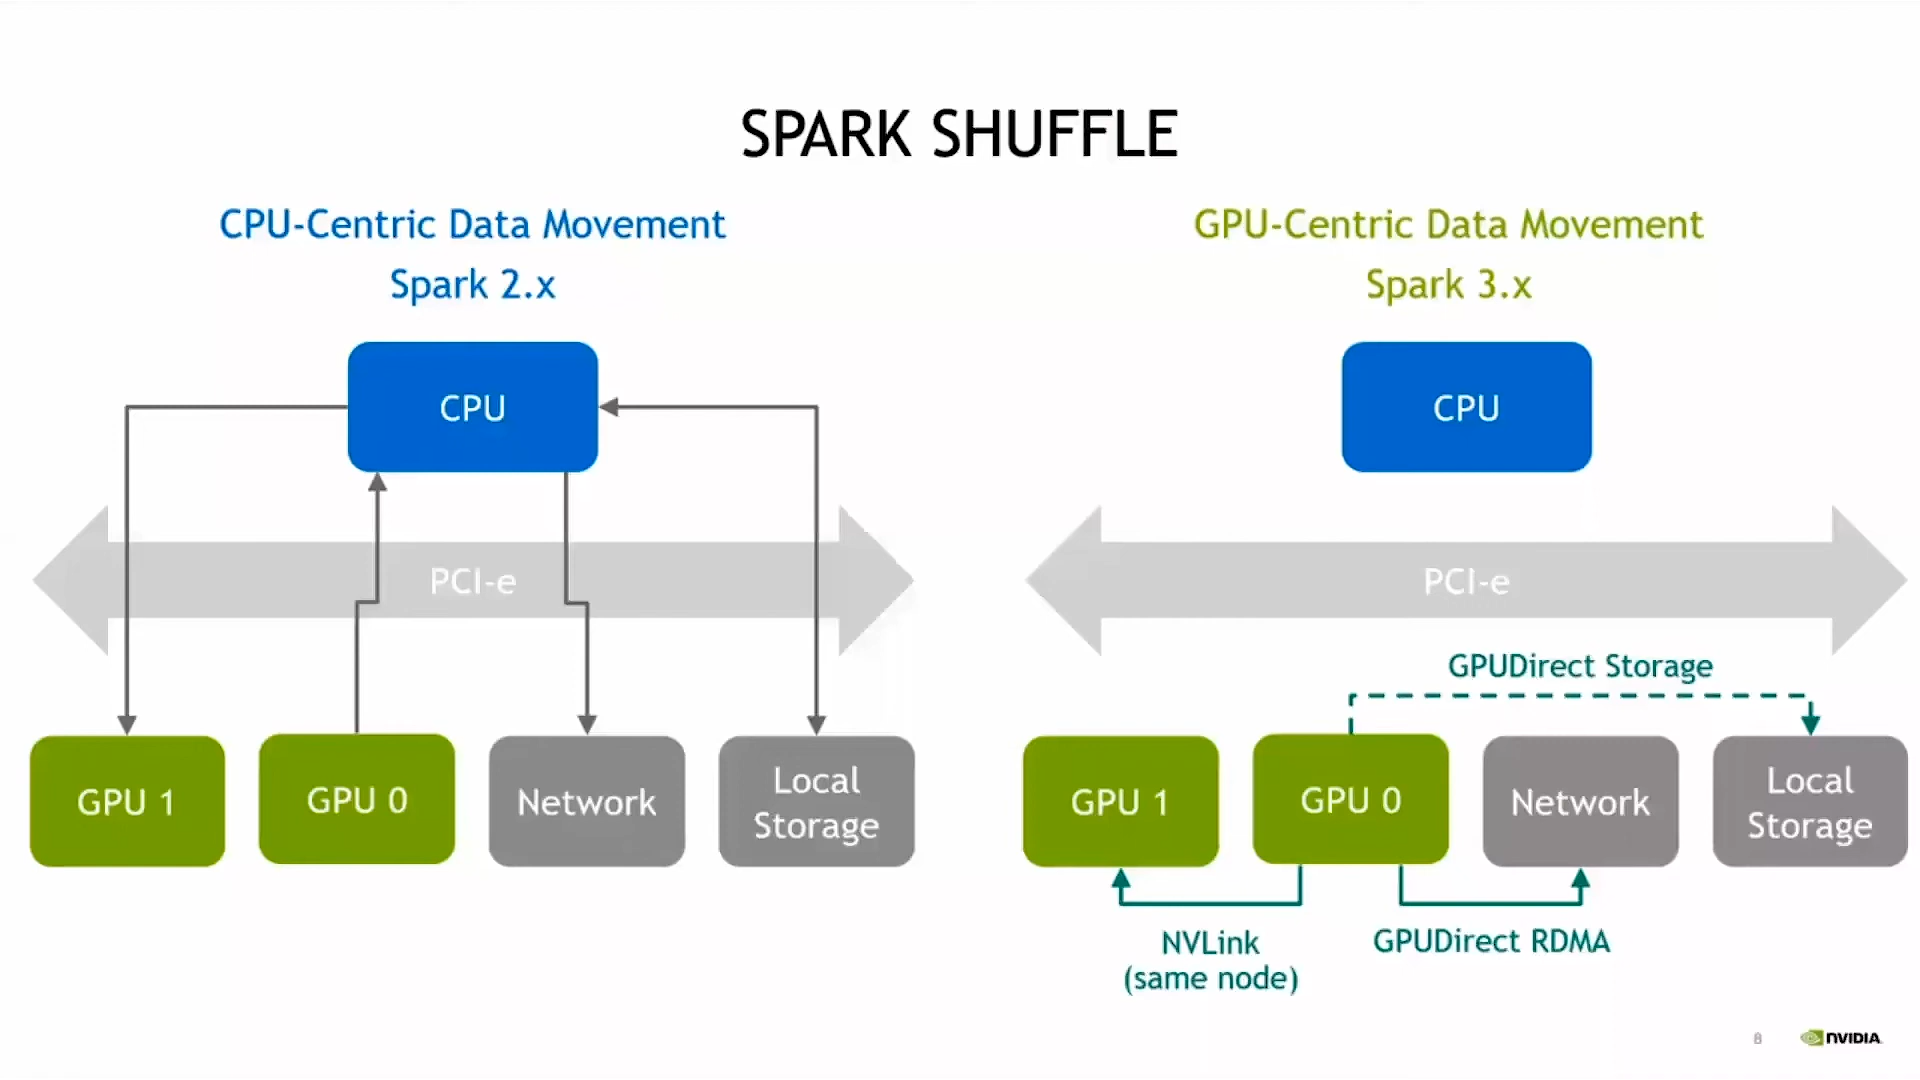 SPARK SHUFFLE
CPU-Centric Data Movement
Spark 2.x
CPU
PCI-e
GPU 1
GPU 0
Network
Local
Storage
GPU-Centric Data Movement
Spark 3.x
CPU
PCI-e
GPUDirect Storage
GPU 1
GPU 0
Network
Local
Storage
NVLink
(same node)
GPUDirect RDMA
8
NVIDIA